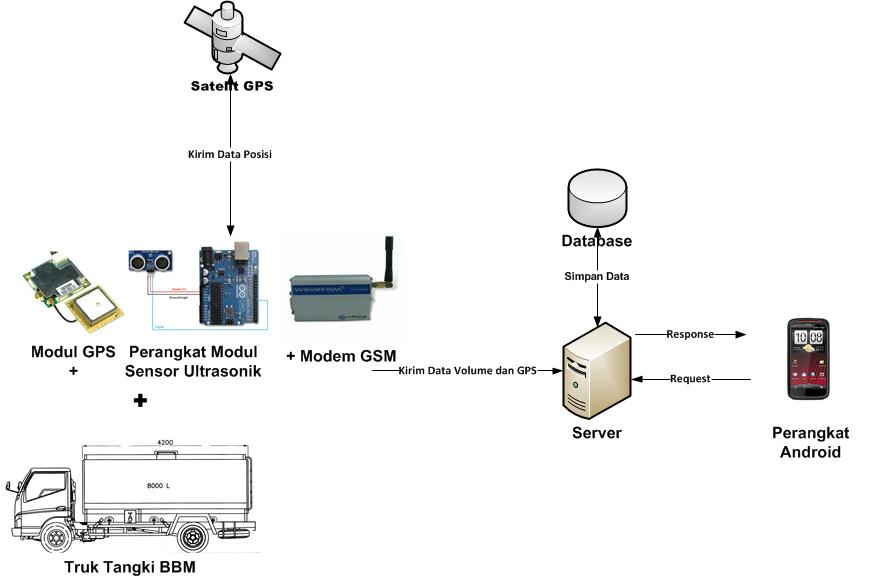 Satelit GPS
Kirim Data Posisi
Database
Simpan Data
WAVECOM
Modul GPS
+
Perangkat Modul
Sensor Ultrasonik
+ Modem GSM
+
Kirim Data Volume dan GPS
Response
Request
Server
Perangkat
Android
4200
8000 L
Truk Tangki BBM